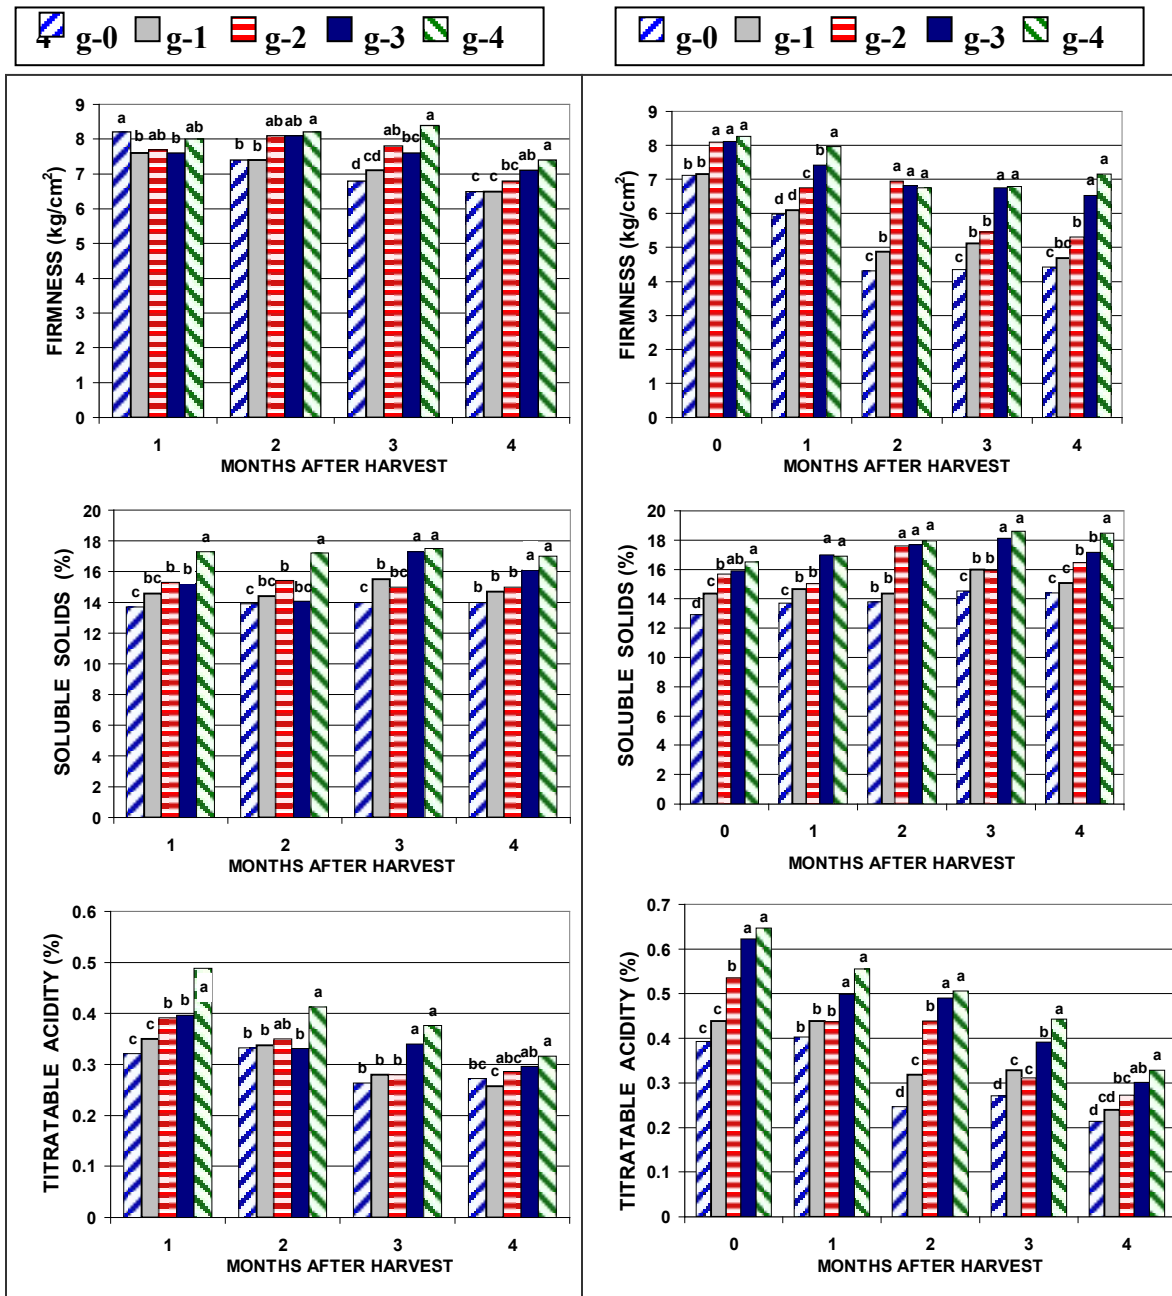 4 g-0 g-1 g-2 g-3 g-4
g-0 g-1 g-2 g-3 g-4
FIRMNESS (kg/cm²)
9
8
7
6
5
4
3
2
1
0
a b ab b ab
b b ab ab a
d cd ab bc a
c c bc ab a
1 2 3 4
MONTHS AFTER HARVEST
FIRMNESS (kg/cm²)
9
8
7
6
5
4
3
2
1
0
b b a a a
d d c b a
c b a a a
c b b a a
c bc b a a
0 1 2 3 4
MONTHS AFTER HARVEST
SOLUBLE SOLIDS (%)
20
18
16
14
12
10
8
6
4
2
0
c bc b b a
c bc b bc a
c b bc a a
c bc b a a
1 2 3 4
MONTHS AFTER HARVEST
SOLUBLE SOLIDS (%)
20
18
16
14
12
10
8
6
4
2
0
d c b ab a
c b b a a
b b a a a
c b b a a
c c b b a
0 1 2 3 4
MONTHS AFTER HARVEST
TITRATABLE ACIDITY (%)
0.6
0.5
0.4
0.3
0.2
0.1
0
c c b b a
b b ab b a
b b b a a
bc c abc ab a
1 2 3 4
MONTHS AFTER HARVEST
TITRATABLE ACIDITY (%)
0.7
0.6
0.5
0.4
0.3
0.2
0.1
0
c c b a a
b b b a a
d c b a a
d c c b a
d cd bc ab a
0 1 2 3 4
MONTHS AFTER HARVEST